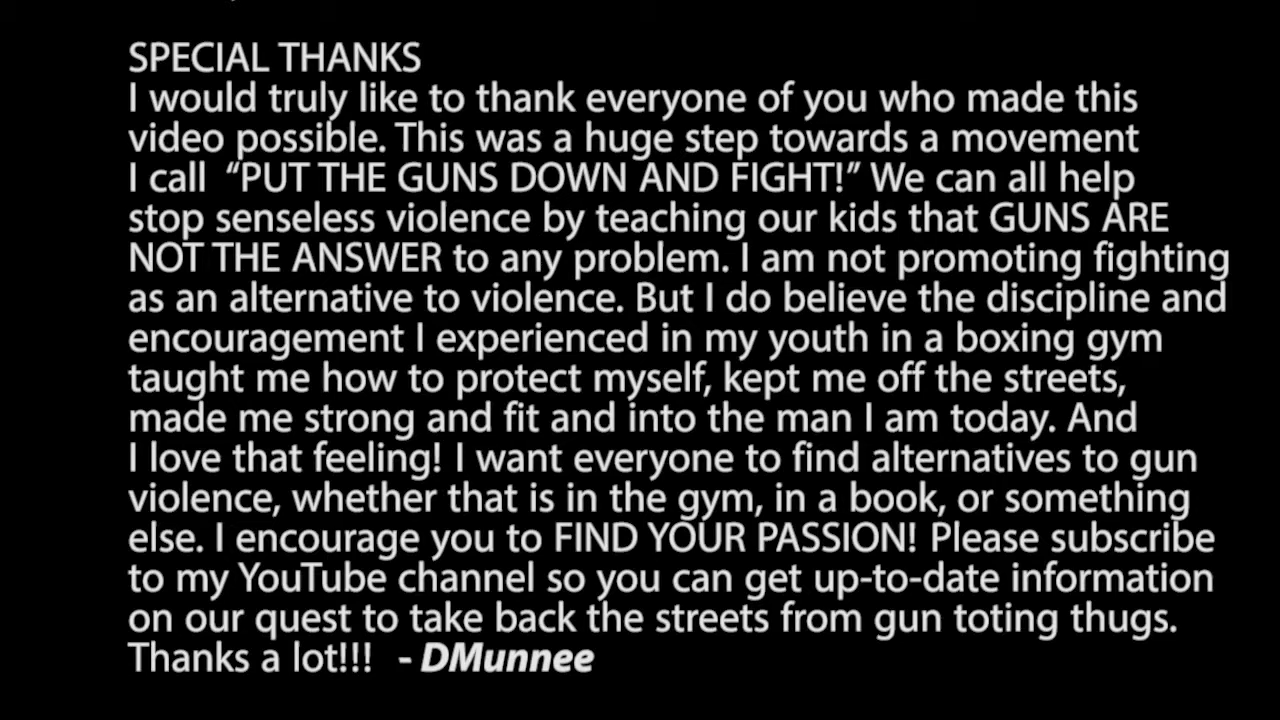 SPECIAL THANKS
I would truly like to thank everyone of you who made this
video possible. This was a huge step towards a movement
I call “PUT THE GUNS DOWN AND FIGHT!” We can all help
stop senseless violence by teaching our kids that GUNS ARE
NOT THE ANSWER to any problem. I am not promoting fighting
as an alternative to violence. But I do believe the discipline and
encouragement I experienced in my youth in a boxing gym
taught me how to protect myself, kept me off the streets,
made me strong and fit and into the man I am today. And
I love that feeling! I want everyone to find alternatives to gun
violence, whether that is in the gym, in a book, or something
else. I encourage you to FIND YOUR PASSION! Please subscribe
to my YouTube channel so you can get up-to-date information
on our quest to take back the streets from gun toting thugs.
Thanks a lot!!! - DMunnee